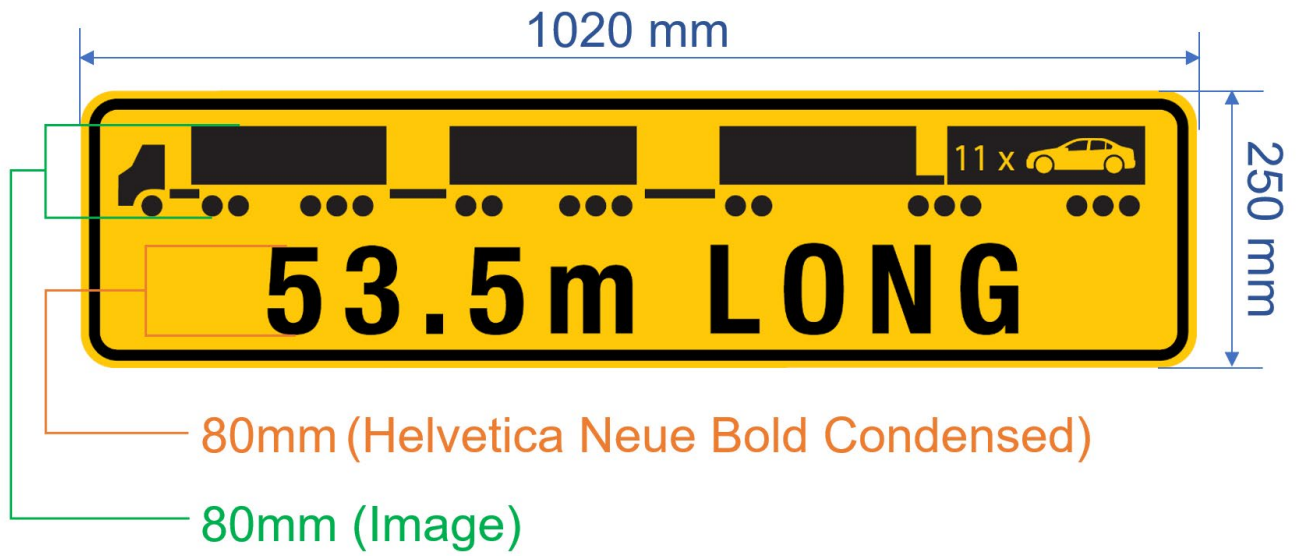 1020 mm
11 x
250 mm
53.5m LONG
80mm (Helvetica Neue Bold Condensed)
80mm (Image)